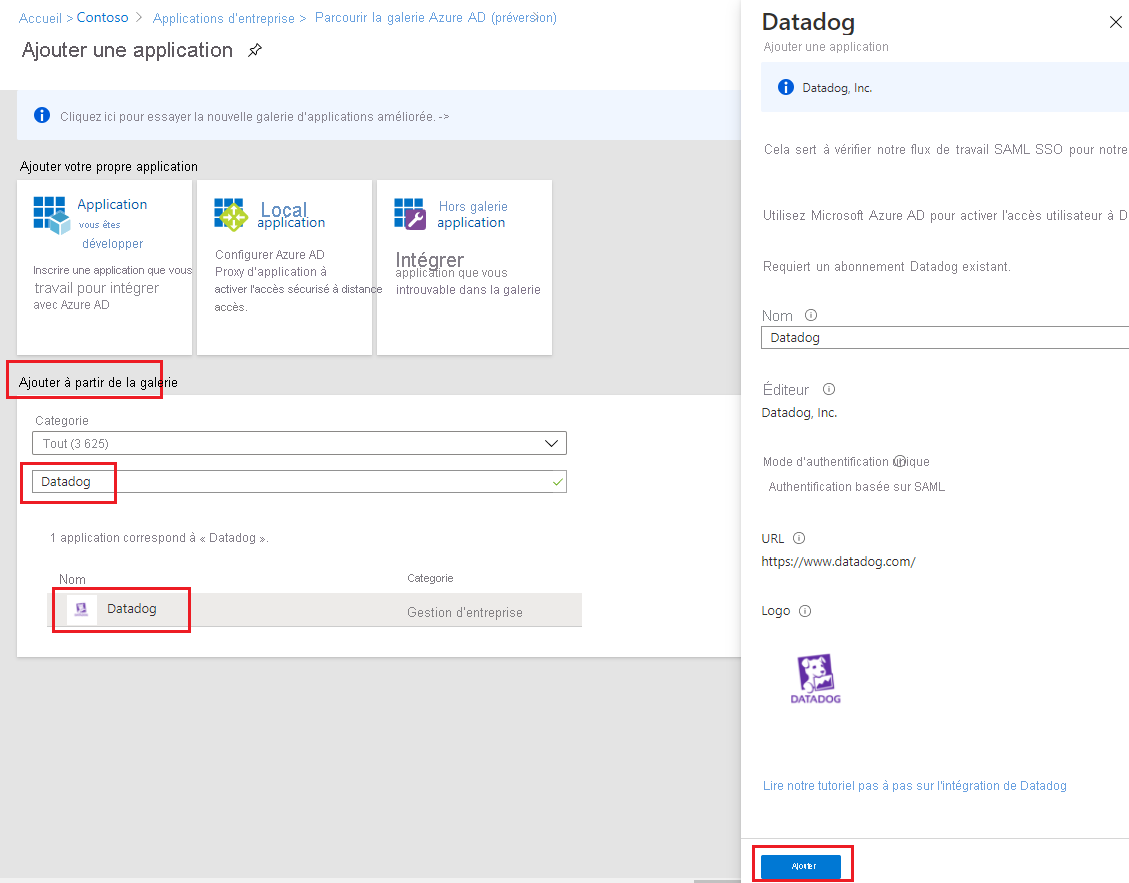 Accueil > Contoso > Applications d'entreprise > Parcourir la galerie Azure AD (préversion)
Ajouter une application
Cliquez ici pour essayer la nouvelle galerie d'applications améliorée. ->
Ajouter votre propre application
Application
vous êtes
développer
Inscrire une application que vous
travail pour intégrer
avec Azure AD
Local
application
Configurer Azure AD
Proxy d'application à
activer l'accès sécurisé à distance
accès.
Hors galerie
application
Intégrer
application que vous
introuvable dans la galerie
Ajouter à partir de la galerie
Categorie
Tout (3 625)
Datadog
1 application correspond à « Datadog ».
Nom Categorie
Datadog Gestion d'entreprise
Datadog
Ajouter une application
Datadog, Inc.
Cela sert à vérifier notre flux de travail SAML SSO pour notre
Utilisez Microsoft Azure AD pour activer l'accès utilisateur à D
Requiert un abonnement Datadog existant.
Nom
Datadog
Éditeur
Datadog, Inc.
Mode d'authentification unique
Authentification basée sur SAML
URL
https://www.datadog.com/
Logo
DATADOG
Lire notre tutoriel pas à pas sur l'intégration de Datadog
Ajouter